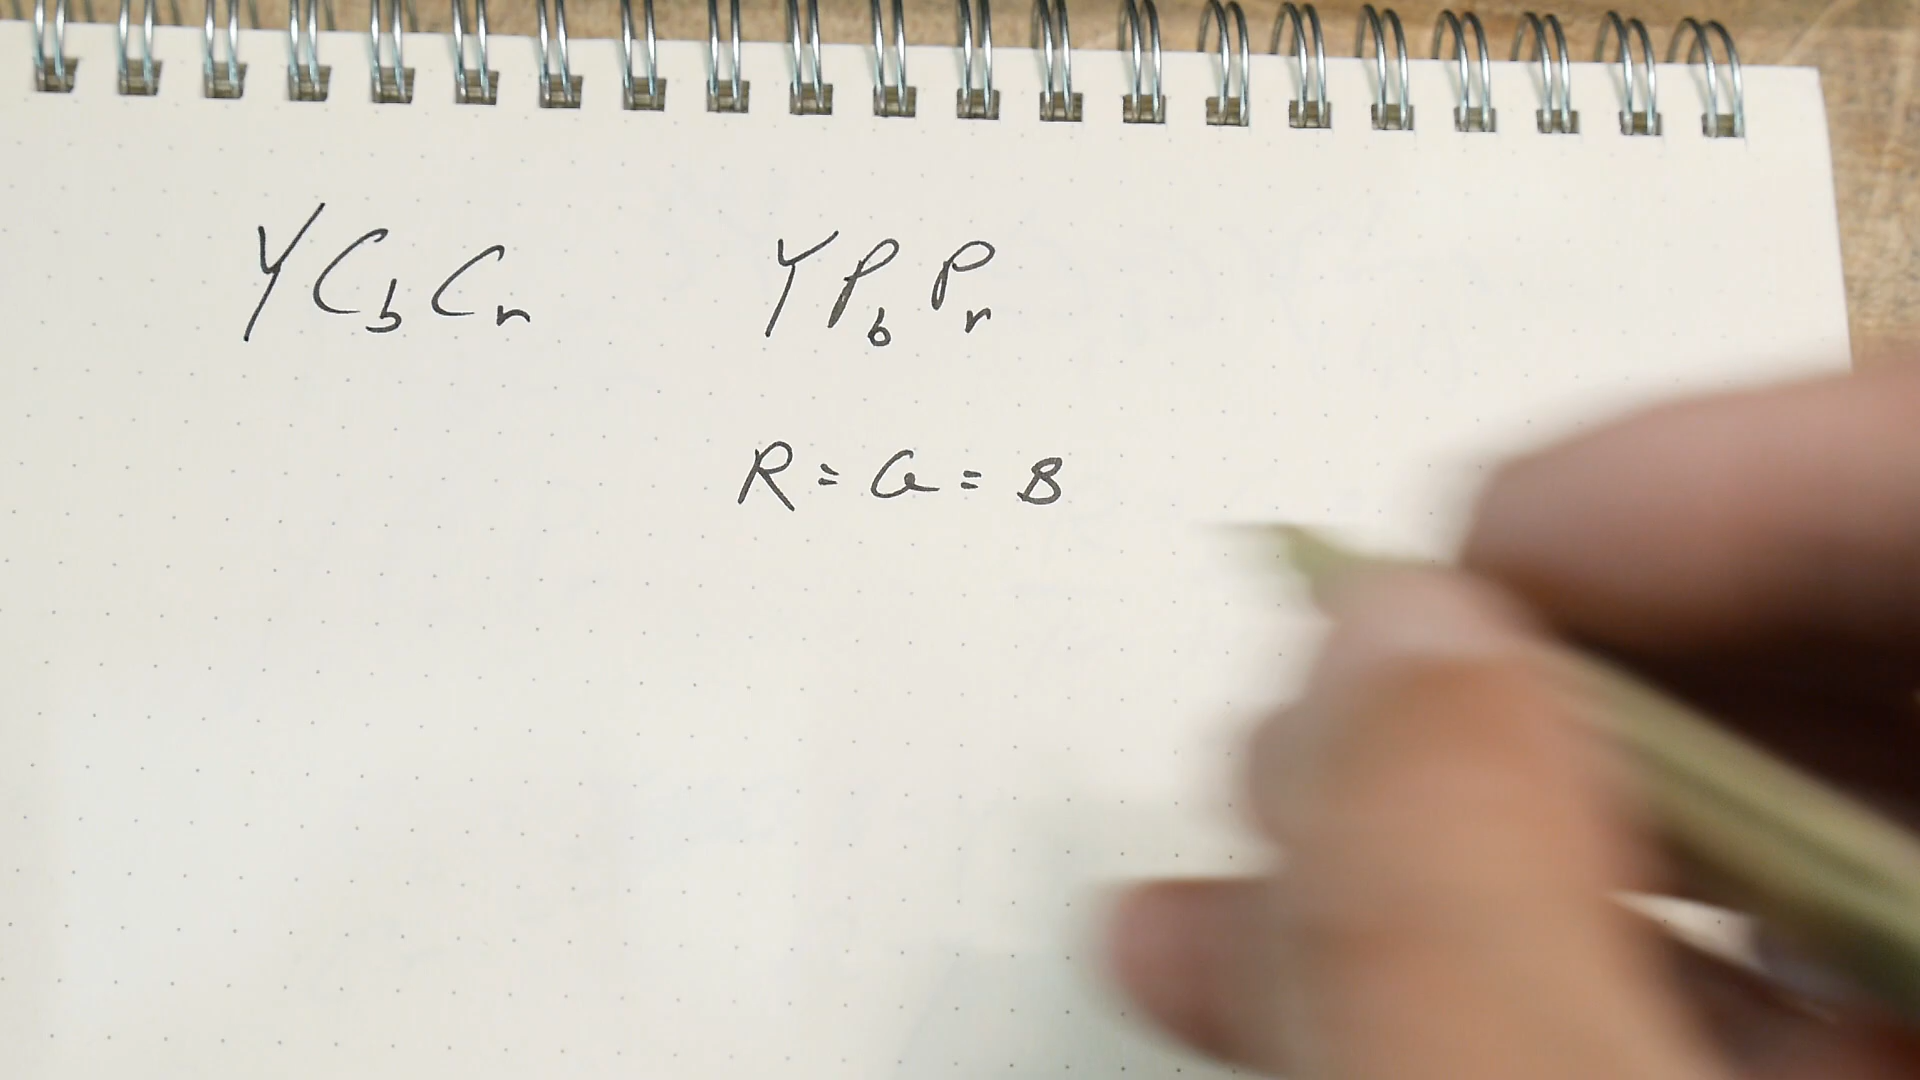 YCbCr YPbPr
R = G = B